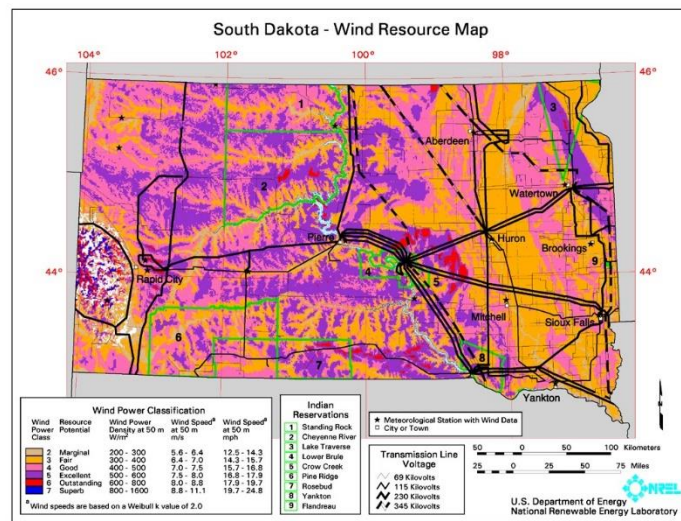 South Dakota - Wind Resource Map
104° 102° 100° 98°
46° 46°
1
3
Aberdeen
2
Watertown
Pierre
Huron
Brookings
9
44° 44°
Rapid City
4
5
Mitchell
Sioux Falls
6
7
8
Yankton
Wind Power Classification
Wind Power Class Resource Potential Wind Power Density at 50 m W/m² Wind Speedª at 50 m m/s Wind Speedª at 50 m mph
2 Marginal 200 - 300 5.6 - 6.4 12.5 - 14.3
3 Fair 300 - 400 6.4 - 7.0 14.3 - 15.7
4 Good 400 - 500 7.0 - 7.5 15.7 - 16.8
5 Excellent 500 - 600 7.5 - 8.0 16.8 - 17.9
6 Outstanding 600 - 800 8.0 - 8.8 17.9 - 19.7
7 Superb 800 - 1600 8.8 - 11.1 19.7 - 24.8
ª Wind speeds are based on a Weibull k value of 2.0
Indian
Reservations
1 Standing Rock
2 Cheyenne River
3 Lake Traverse
4 Lower Brule
5 Crow Creek
6 Pine Ridge
7 Rosebud
8 Yankton
9 Flandreau
★ Meteorological Station with Wind Data
City or Town
Transmission Line
Voltage
69 Kilovolts
115 Kilovolts
230 Kilovolts
345 Kilovolts
50 0 50 100 Kilometers
25 0 25 50 75 Miles
U.S. Department of Energy
National Renewable Energy Laboratory
NREL